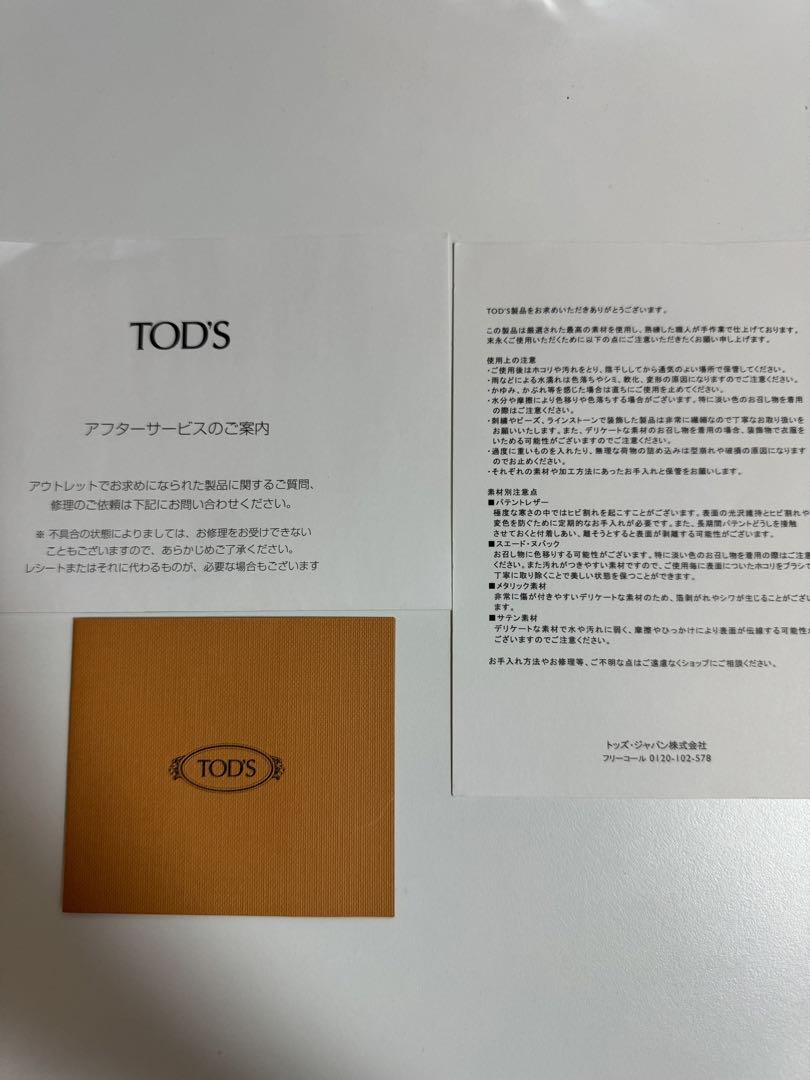 TOD'S
アフターサービスのご案内
アウトレットでお求めになられた製品に関するご質問、
修理のご依頼は下記にお問い合わせください。
※ 不具合の状態によりましては、お修理をお受けできない
こともございますので、あらかじめご了承ください。
レシートまたはそれに代わるものが、必要な場合もございます
TOD'S
TOD'S製品をお求めいただきありがとうございます。
この製品は厳選された最高の素材を使用し、熟練した職人が手作業で仕上げております。
末永くご使用いただくために以下の点にご注意いただきたくお願い申し上げます。
使用上の注意
・ご使用後はホコリや汚れをとり、陰干ししてから通気のよい場所で保管してください。
・雨などによる水濡れは色落ちやシミ、軟化、変形の原因になりますのでご注意ください。
・かゆみ、かぶれ等を感じた場合は直ちにご使用を止めてください。
・水分や摩擦により色移りや色落ちする場合がございます。特に淡い色のお召し物を着用
の際はご注意ください。
・刺繍やビーズ、ラインストーンで装飾した製品は非常に繊細なので丁寧なお取り扱いを
お願いいたします。また、デリケートな素材のお召し物を着用の場合、装飾物で衣服を
いためる可能性がございますのでご注意ください。
・過度に重いものを入れたり、無理な荷物の詰め込みは型崩れや破損の原因になります
のでお止めください。
・それぞれの素材や加工方法にあったお手入れと保管をお願いします。
素材別注意点
■パテントレザー
極度な寒さの中ではヒビ割れを起こすことがございます。表面の光沢維持とヒビ割れや
変色を防ぐために定期的なお手入れが必要です。また、長期間パテントどうしを接触
させておくと付着しあい、離そうとすると表面が剥離する可能性がございます。
■スエード・ヌバック
お召し物に色移りする可能性がございます。特に淡い色のお召し物を着用の際はご注意
ください。また汚れがつきやすい素材ですので、ご使用毎に表面についたホコリをブラシで
丁寧に取り除くことで美しい状態を保つことができます。
■メタリック素材
非常に傷が付きやすいデリケートな素材のため、箔剥がれやシワが生じることがござい
ます。
■サテン素材
デリケートな素材で水や汚れに弱く、摩擦やひっかけにより表面が伝線する可能性が
ございますのでご注意ください。
お手入れ方法やお修理等、ご不明な点はご遠慮なくショップにご相談ください。
トッズ・ジャパン株式会社
フリーコール 0120-102-578